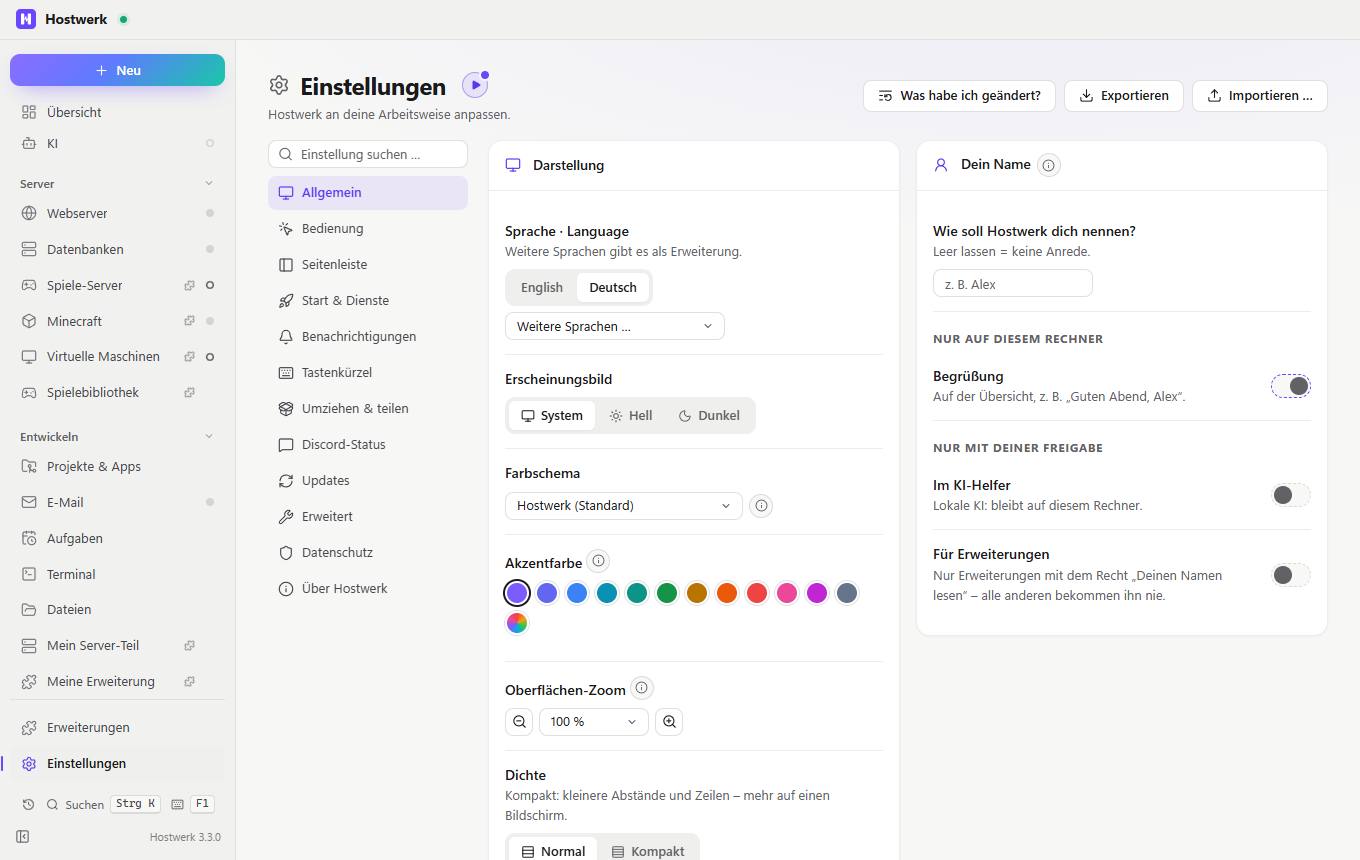 Hostwerk
Neu
Übersicht
KI
Server
Webserver
Datenbanken
Spiele-Server
Minecraft
Virtuelle Maschinen
Spielebibliothek
Entwickeln
Projekte & Apps
E-Mail
Aufgaben
Terminal
Dateien
Mein Server-Teil
Meine Erweiterung
Erweiterungen
Einstellungen
Suchen Strg K F1
Hostwerk 3.3.0
Einstellungen
Hostwerk an deine Arbeitsweise anpassen.
Was habe ich geändert?
Exportieren
Importieren ...
Einstellung suchen ...
Allgemein
Bedienung
Seitenleiste
Start & Dienste
Benachrichtigungen
Tastenkürzel
Umziehen & teilen
Discord-Status
Updates
Erweitert
Datenschutz
Über Hostwerk
Darstellung
Sprache · Language
Weitere Sprachen gibt es als Erweiterung.
English Deutsch
Weitere Sprachen ...
Erscheinungsbild
System Hell Dunkel
Farbschema
Hostwerk (Standard)
Akzentfarbe
Oberflächen-Zoom
100 %
Dichte
Kompakt: kleinere Abstände und Zeilen – mehr auf einen
Bildschirm.
Normal Kompakt
Dein Name
Wie soll Hostwerk dich nennen?
Leer lassen = keine Anrede.
z. B. Alex
NUR AUF DIESEM RECHNER
Begrüßung
Auf der Übersicht, z. B. „Guten Abend, Alex“.
NUR MIT DEINER FREIGABE
Im KI-Helfer
Lokale KI: bleibt auf diesem Rechner.
Für Erweiterungen
Nur Erweiterungen mit dem Recht „Deinen Namen
lesen“ – alle anderen bekommen ihn nie.